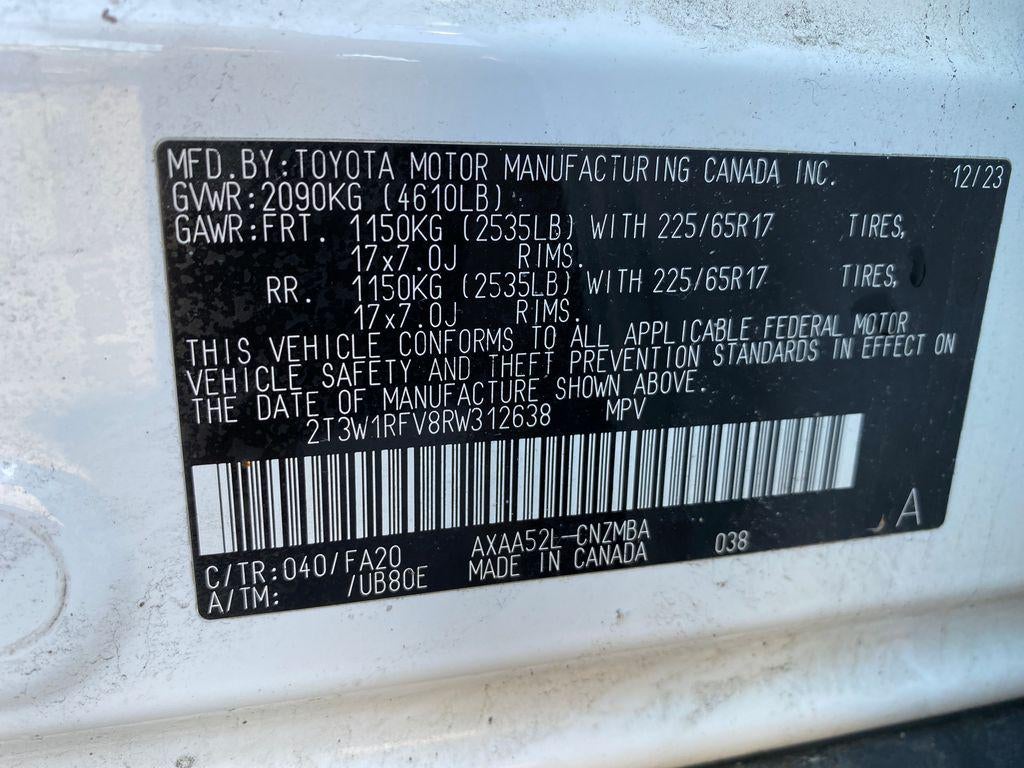 MFD.BY:TOYOTA MOTOR MANUFACTURING CANADA INC. 12/23
GVWR:2090KG (4610LB)
GAWR:FRT. 1150KG (2535LB) WITH 225/65R17 TIRES,
17x7.0J RIMS.
RR. 1150KG (2535LB) WITH 225/65R17 TIRES,
17x7.0J RIMS.
THIS VEHICLE CONFORMS TO ALL APPLICABLE FEDERAL MOTOR
VEHICLE SAFETY AND THEFT PREVENTION STANDARDS IN EFFECT ON
THE DATE OF MANUFACTURE SHOWN ABOVE.
2T3W1RFV8RW312638 MPV
C/TR:040/FA20 AXAA52L-CNZMBA 038 A
A/TM: /UB80E MADE IN CANADA